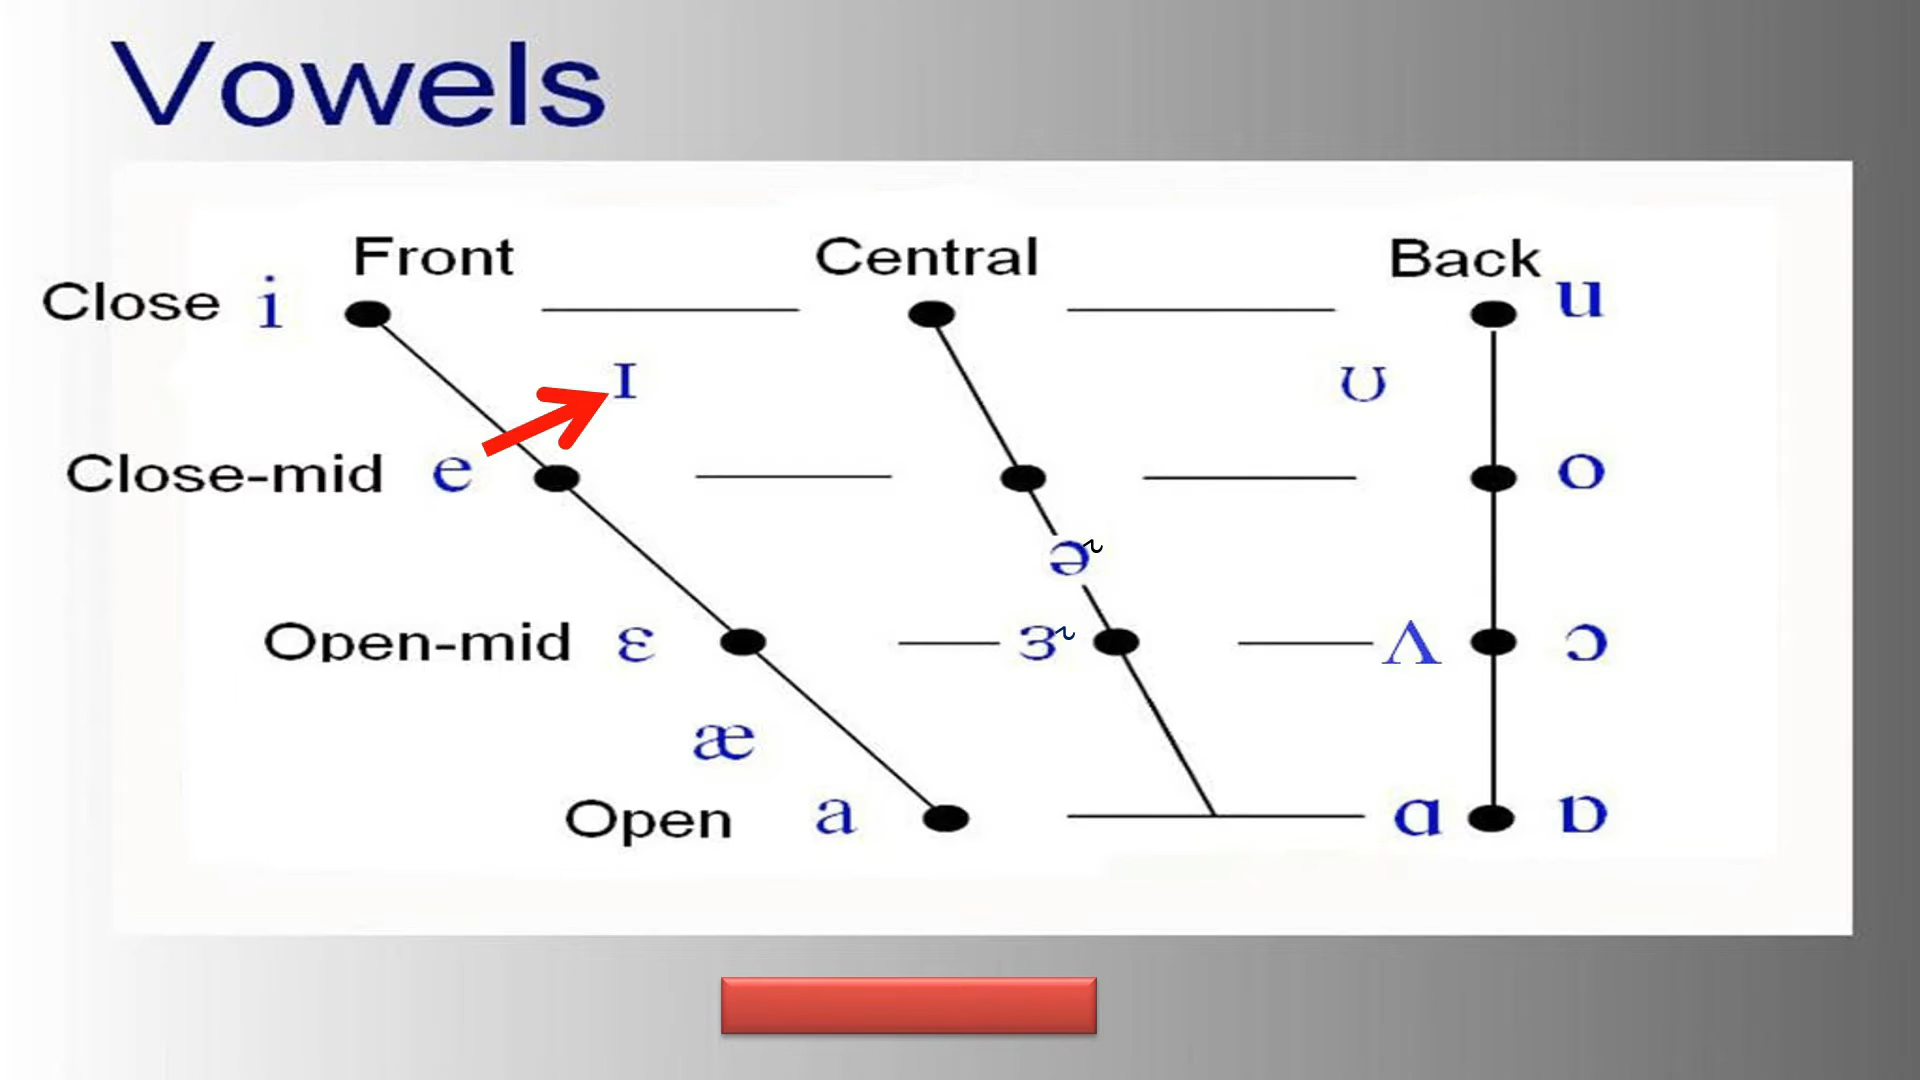 Vowels
Front Central Back
Close i u
ɪ ʊ
Close-mid e o
ə˞
Open-mid ɛ ɜ˞ Λ ɔ
æ
Open a ɑ ɒ